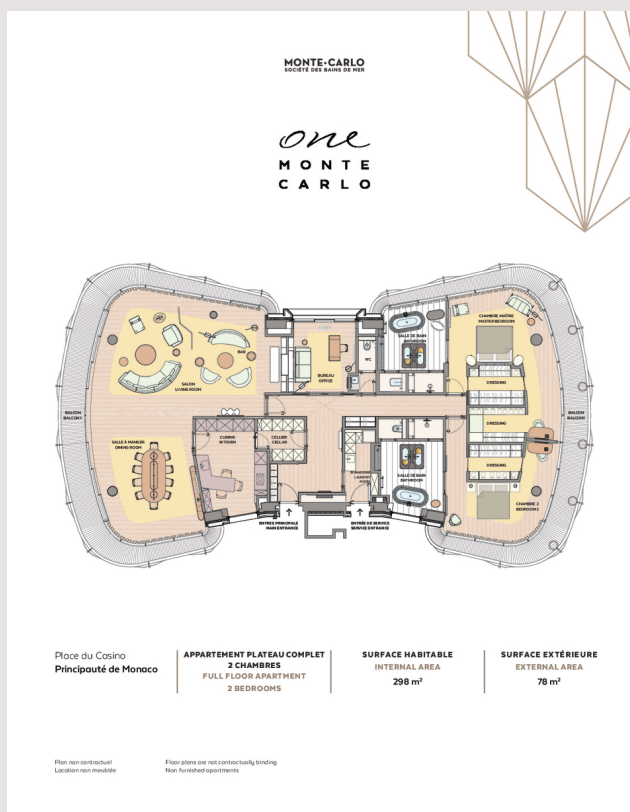 MONTE•CARLO
SOCIÉTÉ DES BAINS DE MER
one
MONTE
CARLO
CHAMBRE MAÎTRE
MASTER BEDROOM
SALLE DE BAIN
BATHROOM
BAR
WC
BUREAU
OFFICE
SALON
LIVING ROOM
DRESSING
BALCON
BALCONY
BALCON
BALCONY
DRESSING
SALLE À MANGER
DINING ROOM
CUISINE
KITCHEN
CELLIER
CELLAR
DRESSING
LAUNDRY
ROOM
SALLE DE BAIN
BATHROOM
CHAMBRE 2
BEDROOM 2
ENTRÉE PRINCIPALE
MAIN ENTRANCE
ENTRÉE DE SERVICE
SERVICE ENTRANCE
Place du Casino
Principauté de Monaco
APPARTEMENT PLATEAU COMPLET
2 CHAMBRES
FULL FLOOR APARTMENT
2 BEDROOMS
SURFACE HABITABLE
INTERNAL AREA
298 m²
SURFACE EXTÉRIEURE
EXTERNAL AREA
78 m²
Plan non contractuel
Location non meublée
Floor plans are not contractually binding
Non furnished apartments